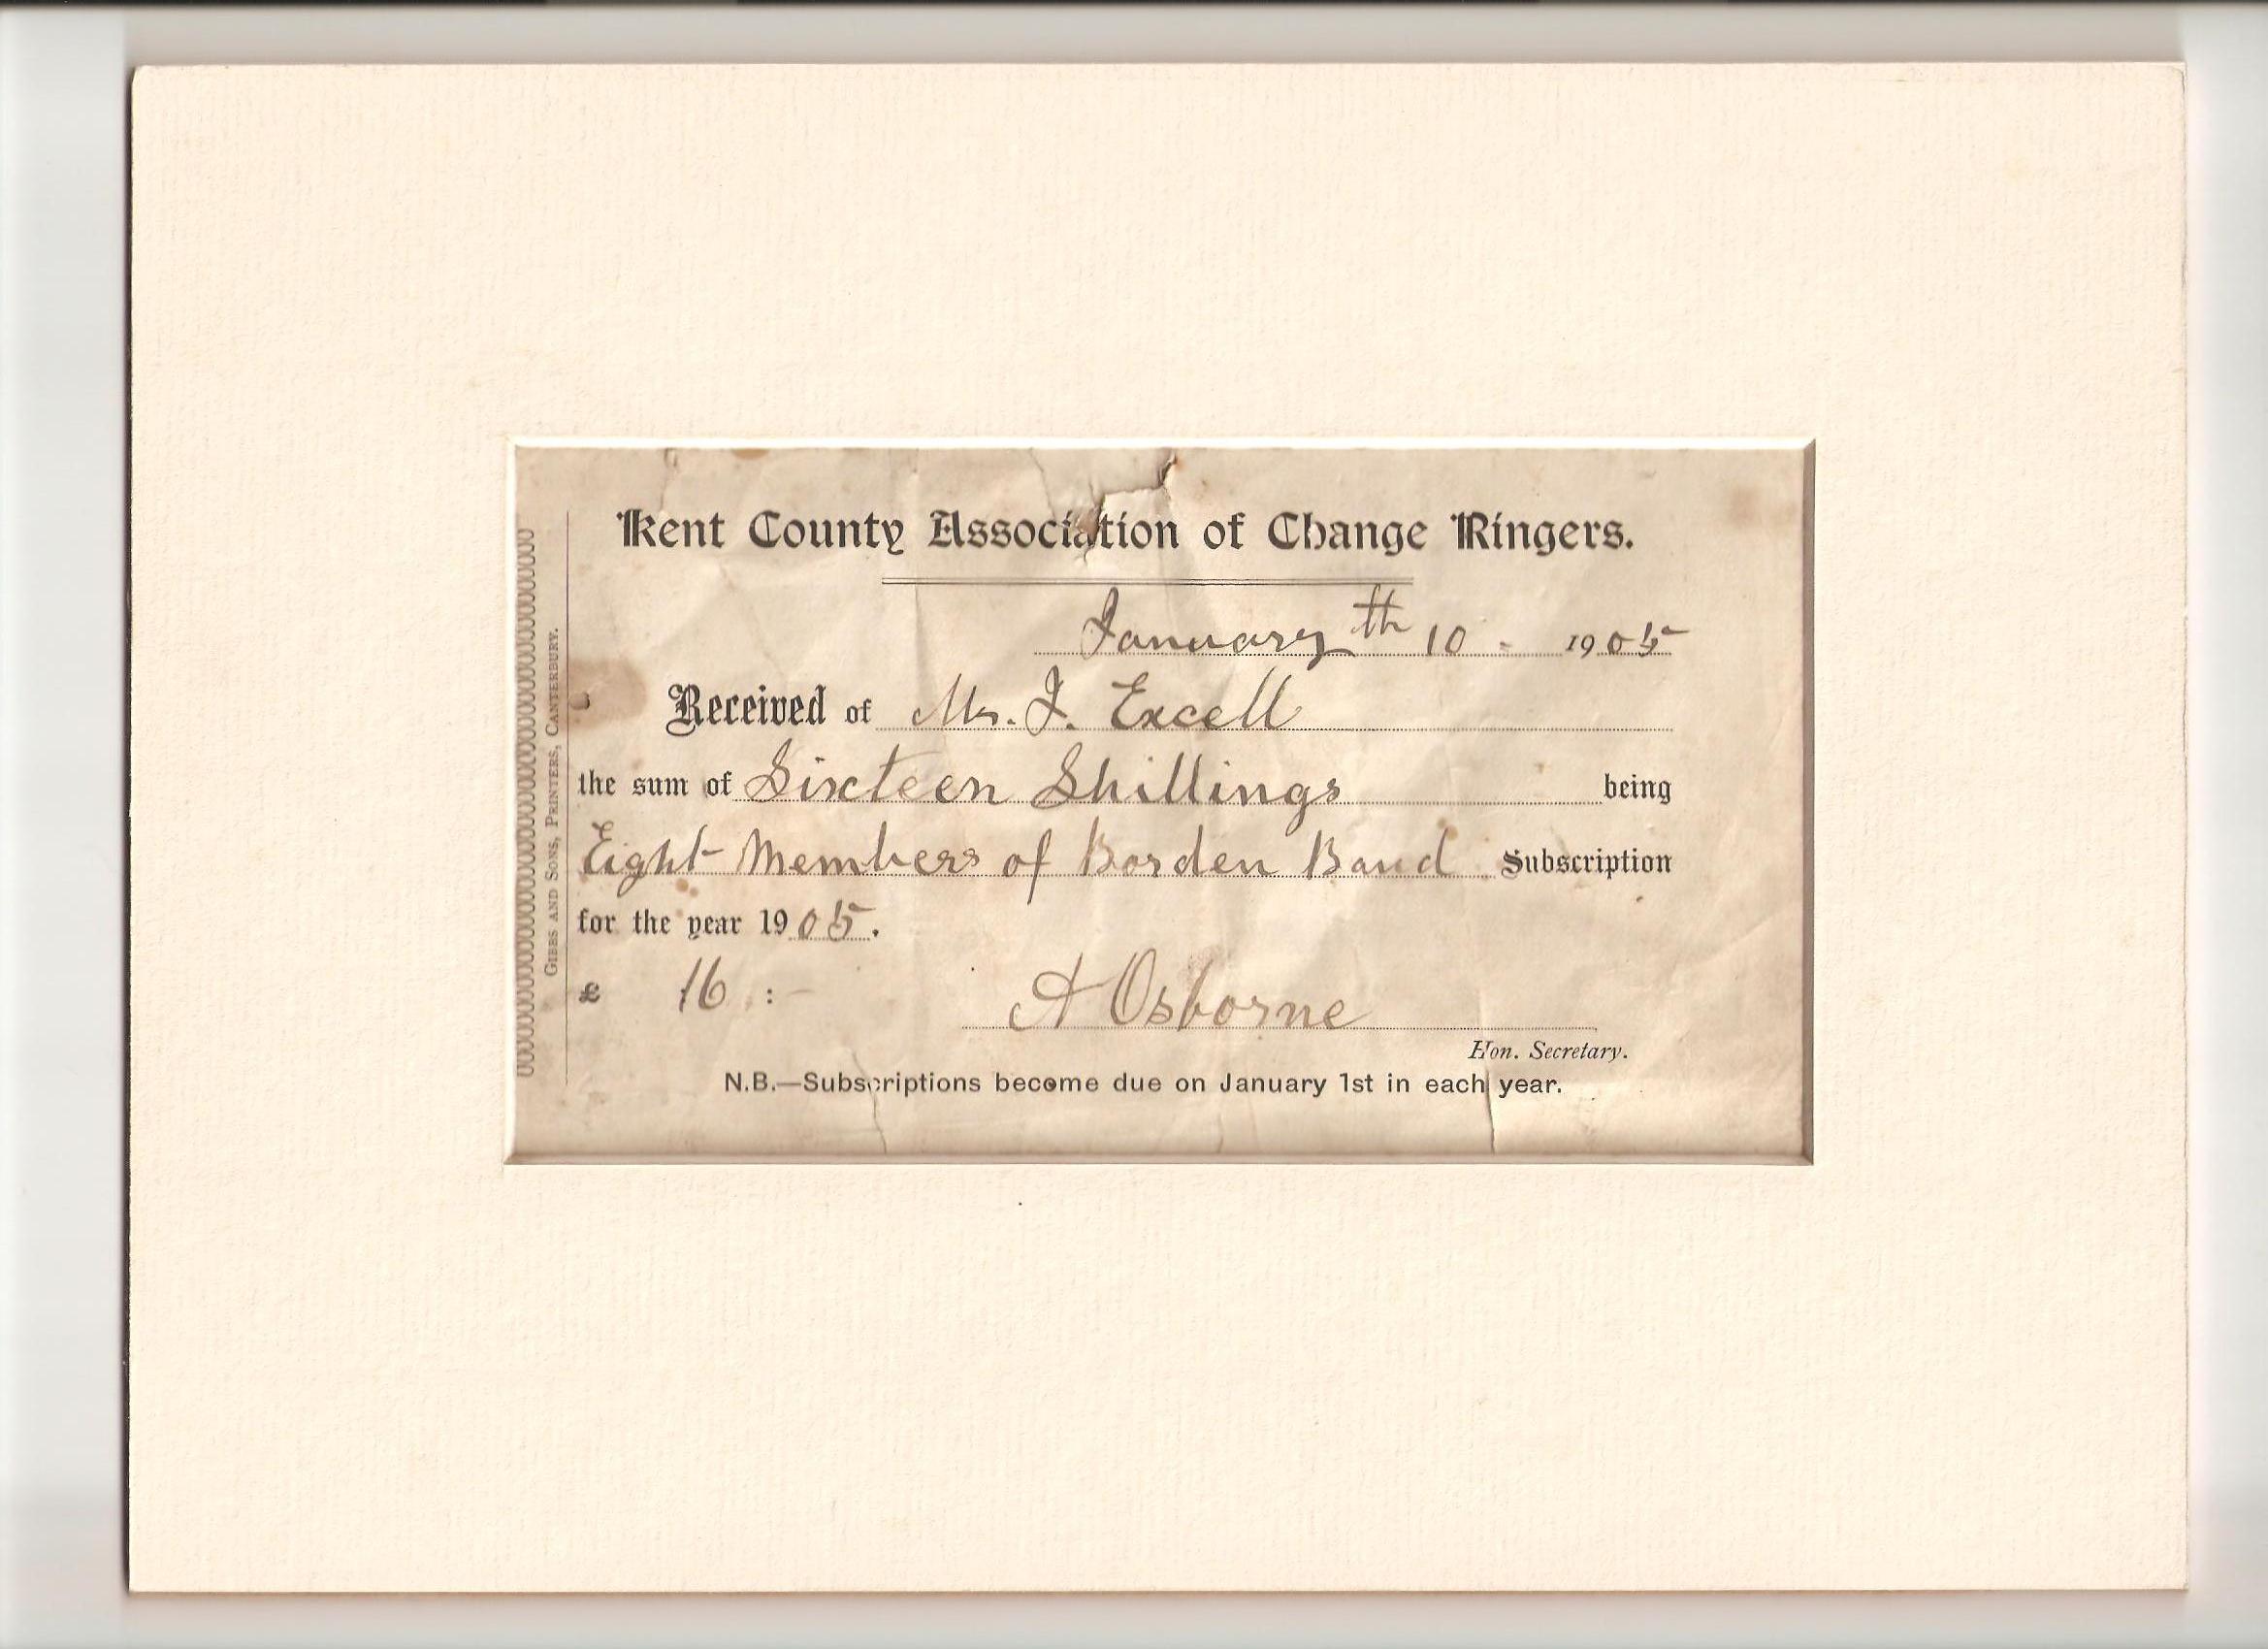 Kent County Association of Change Ringers.
January th 10 - 1905
Received of Mr. J. Excell
the sum of Sixteen Shillings being
Eight Members of Borden Band Subscription
for the year 1905.
£ 16 : -
A Osborne
Hon. Secretary.
N.B.—Subscriptions become due on January 1st in each year.
GIBBS AND SONS, PRINTERS, CANTERBURY.